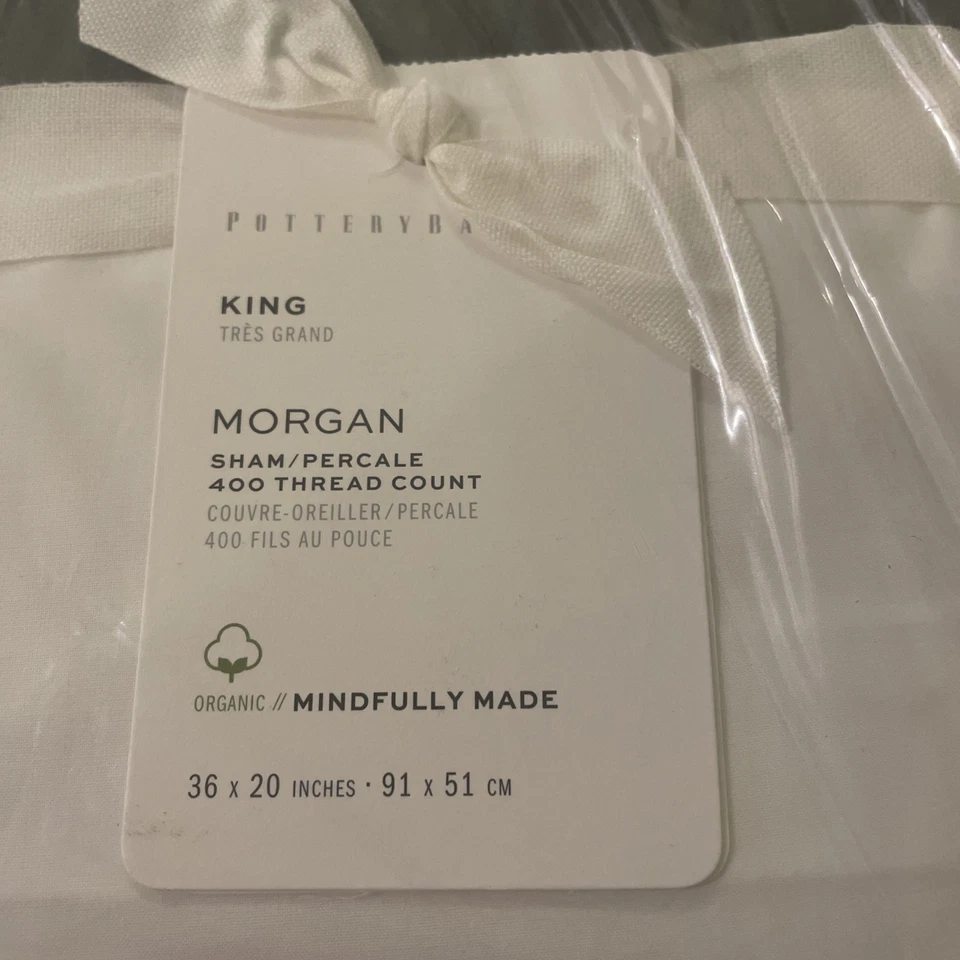 POTTERYBA
KING
TRÈS GRAND
MORGAN
SHAM/PERCALE
400 THREAD COUNT
COUVRE-OREILLER/PERCALE
400 FILS AU POUCE
ORGANIC // MINDFULLY MADE
36 x 20 INCHES · 91 x 51 CM